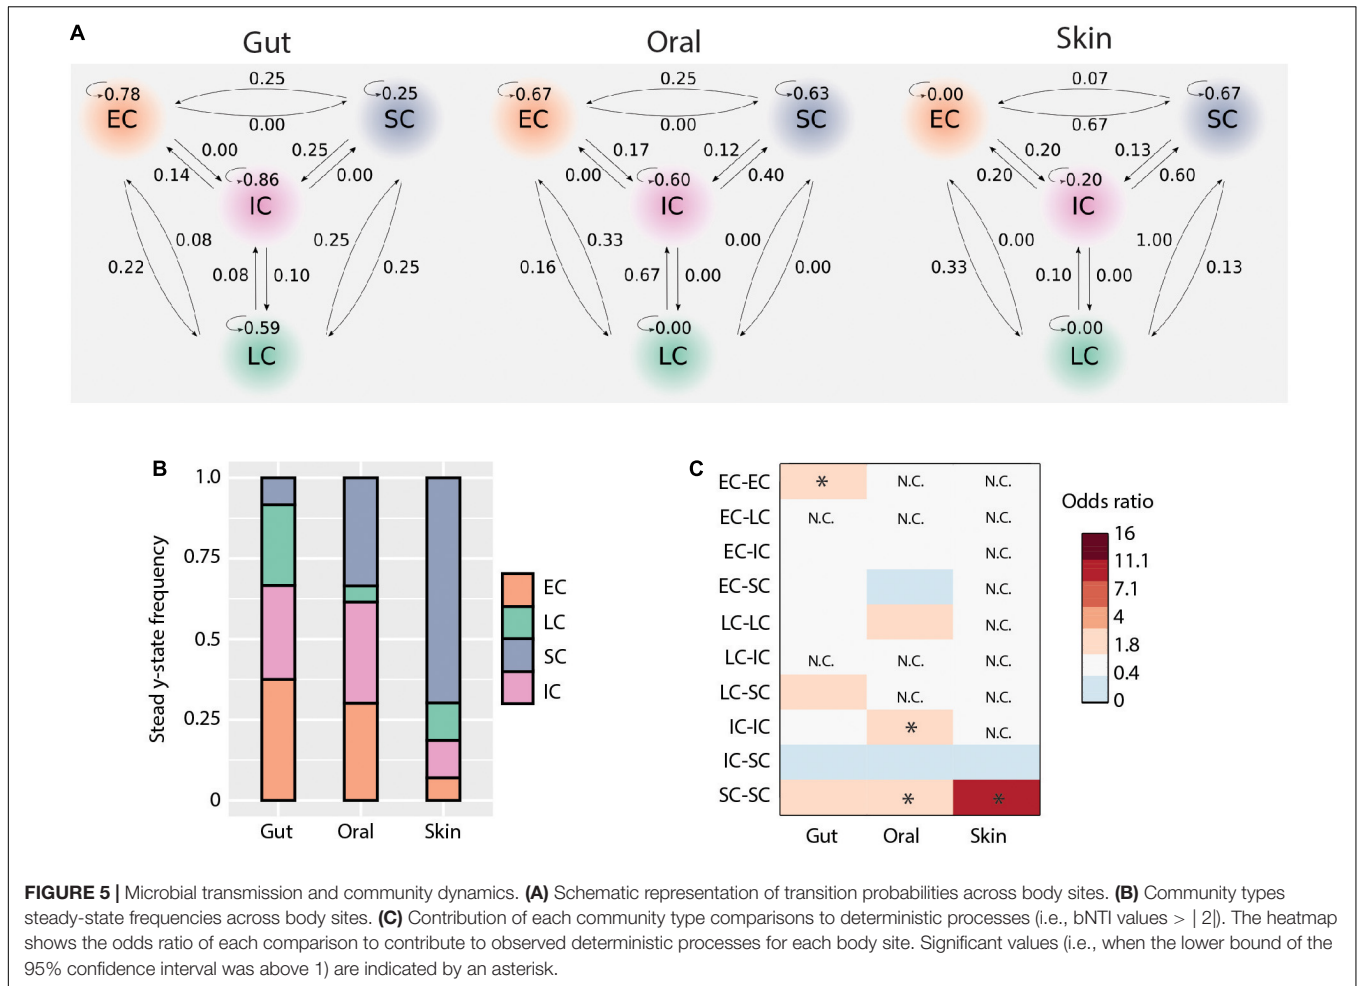 A
Gut
Oral
Skin
0.78
EC
0.25
0.00
0.25
SC
0.00
0.14
0.25
0.00
0.86
IC
0.08
0.22
0.25
0.25
0.08
0.10
0.59
LC
0.67
EC
0.25
0.00
0.63
SC
0.17
0.00
0.12
0.40
0.60
IC
0.33
0.16
0.00
0.00
0.67
0.00
0.00
LC
0.00
EC
0.07
0.67
0.67
SC
0.20
0.20
0.13
0.60
0.20
IC
0.00
0.33
1.00
0.13
0.10
0.00
0.00
LC
B
Stead y-state frequency
1.0
0.75
0.5
0.25
0
Gut Oral Skin
EC
LC
SC
IC
C
EC-EC * N.C. N.C.
EC-LC N.C. N.C. N.C.
EC-IC N.C.
EC-SC N.C.
LC-LC N.C.
LC-IC N.C. N.C. N.C.
LC-SC N.C. N.C.
IC-IC * N.C.
IC-SC
SC-SC * *
Gut Oral Skin
Odds ratio
16
11.1
7.1
4
1.8
0.4
0
FIGURE 5 | Microbial transmission and community dynamics. (A) Schematic representation of transition probabilities across body sites. (B) Community types
steady-state frequencies across body sites. (C) Contribution of each community type comparisons to deterministic processes (i.e., bNTI values > | 2|). The heatmap
shows the odds ratio of each comparison to contribute to observed deterministic processes for each body site. Significant values (i.e., when the lower bound of the
95% confidence interval was above 1) are indicated by an asterisk.